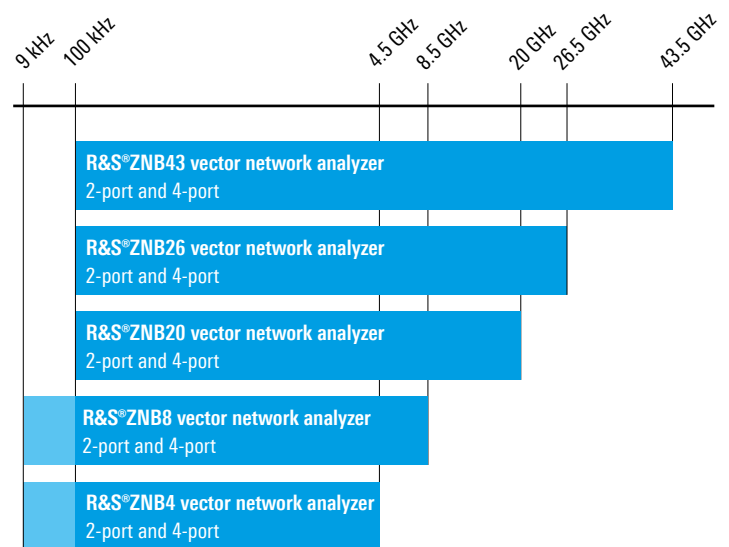 9 kHz
100 kHz
4.5 GHz
8.5 GHz
20 GHz
26.5 GHz
43.5 GHz
R&S®ZNB43 vector network analyzer
2-port and 4-port
R&S®ZNB26 vector network analyzer
2-port and 4-port
R&S®ZNB20 vector network analyzer
2-port and 4-port
R&S®ZNB8 vector network analyzer
2-port and 4-port
R&S®ZNB4 vector network analyzer
2-port and 4-port